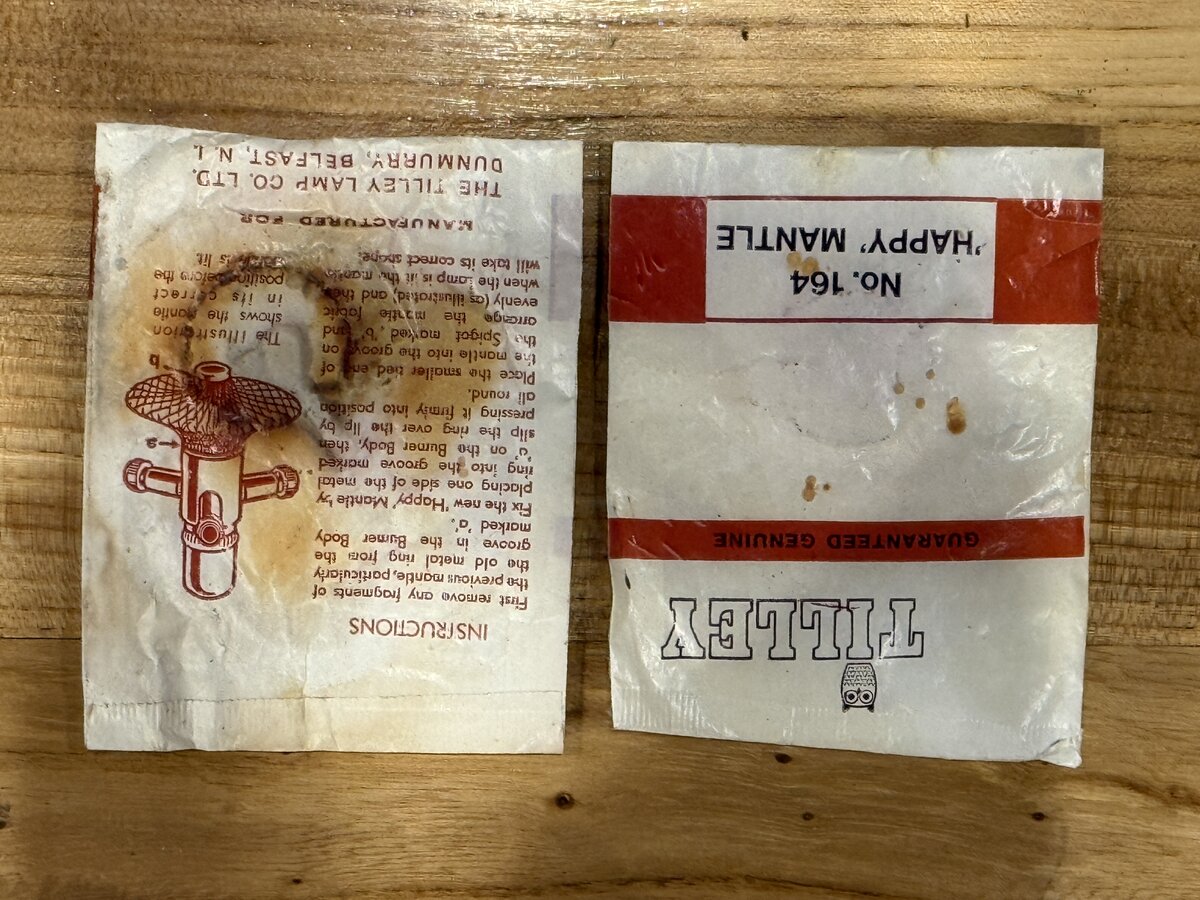 TILLEY
GUARANTEED GENUINE
No. 164
'HAPPY' MANTLE
INSTRUCTIONS
First remove any fragments of
the previous mantle, particularly
the old metal ring from the
groove in the Burner Body
marked 'a'.
Fix the new 'Happy' Mantle by
placing one side of the metal
ring into the groove marked
'a' on the Burner Body, then
slip the ring over the lip by
pressing it firmly into position
all round.
Place the smaller tied end of
the mantle into the groove on
the Spigot marked 'b' and
arrange the mantle fabric
evenly (as illustrated) and then
when the Lamp is lit the mantle
will take its correct shape.
a
b
The illustration
shows the mantle
in its correct
position before the
is lit.
MANUFACTURED FOR
THE TILLEY LAMP CO. LTD.
DUNMURRY, BELFAST, N. I.